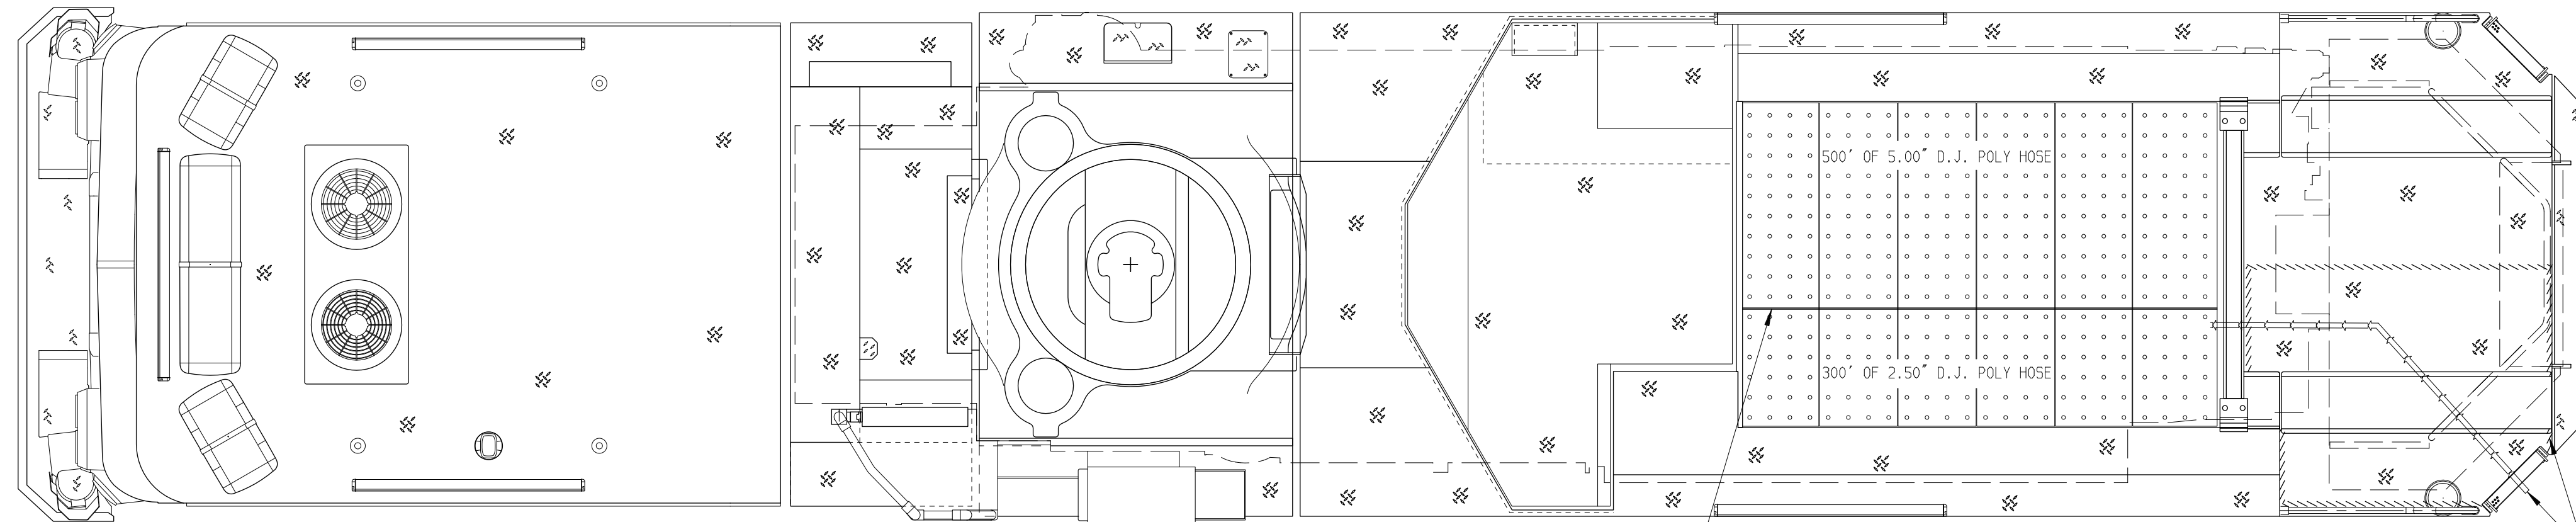 500' OF 5.00" D.J. POLY HOSE
300' OF 2.50" D.J. POLY HOSE